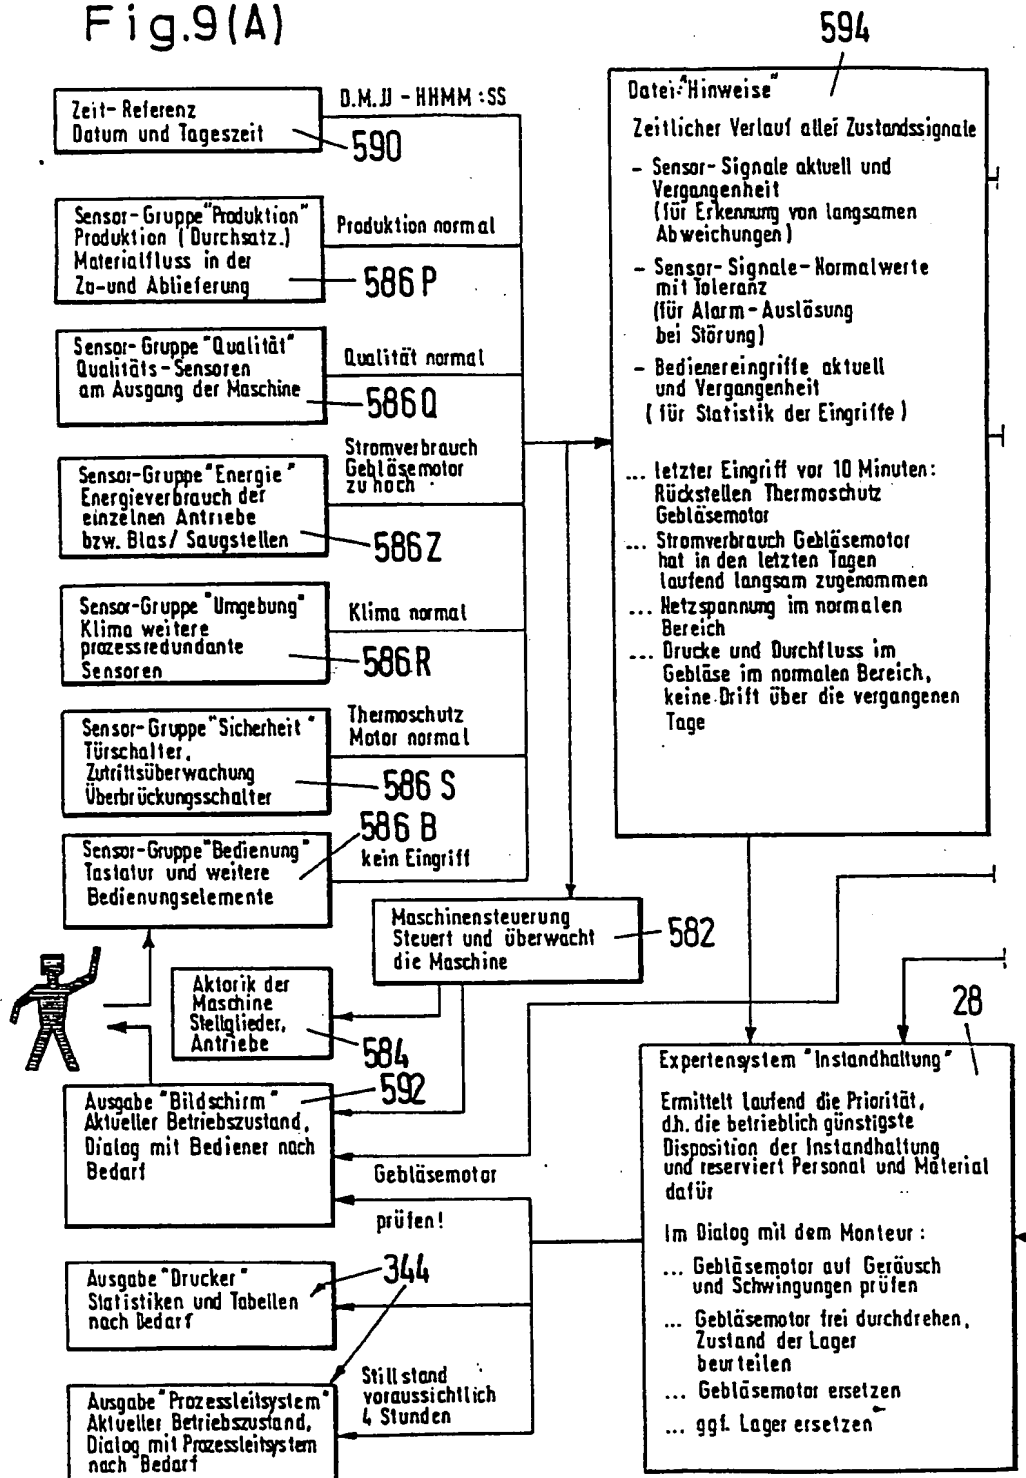 Fig.9(A)
Zeit-Referenz
Datum und Tageszeit
D.M.JJ - HHMM :SS
590
Sensor-Gruppe "Produktion"
Produktion (Durchsatz.)
Materialfluss in der
Zo-und Ablieferung
Produktion normal
586 P
Sensor-Gruppe "Qualität"
Qualitäts-Sensoren
am Ausgang der Maschine
Qualität normal
586 Q
Sensor-Gruppe "Energie"
Energieverbrauch der
einzelnen Antriebe
bzw. Blas/ Saugstellen
Stromverbrauch
Gebläsemotor
zu hoch
586 Z
Sensor-Gruppe "Umgebung"
Klima weitere
prozessredundante
Sensoren
Klima normal
586 R
Sensor-Gruppe "Sicherheit"
Türschalter,
Zutrittsüberwachung
Überbrückungsschalter
Thermoschutz
Motor normal
586 S
Sensor-Gruppe "Bedienung"
Tastatur und weitere
Bedienungselemente
586 B
kein Eingriff
Maschinensteuerung
Steuert und überwacht
die Maschine
582
Aktorik der
Maschine
Stellglieder,
Antriebe
584
592
Ausgabe "Bildschirm"
Aktueller Betriebszustand,
Dialog mit Bediener nach
Bedarf
Gebläsemotor
prüfen!
Ausgabe "Drucker"
Statistiken und Tabellen
nach Bedarf
344
Ausgabe "Prozessleitsystem"
Aktueller Betriebszustand,
Dialog mit Prozessleitsystem
nach Bedarf
Stillstand
voraussichtlich
4 Stunden
594
Datei:"Hinweise"
Zeitlicher Verlauf aller Zustandssignale
- Sensor-Signale aktuell und
Vergangenheit
(für Erkennung von langsamen
Abweichungen)
- Sensor-Signale-Normalwerte
mit Toleranz
(für Alarm-Auslösung
bei Störung)
- Bedienereingriffe aktuell
und Vergangenheit
(für Statistik der Eingriffe)
... letzter Eingriff vor 10 Minuten:
Rückstellen Thermoschutz
Gebläsemotor
... Stromverbrauch Gebläsemotor
hat in den letzten Tagen
laufend langsam zugenommen
... Netzspannung im normalen
Bereich
... Drucke und Durchfluss im
Gebläse im normalen Bereich,
keine Drift über die vergangenen
Tage
28
Expertensystem "Instandhaltung"
Ermittelt laufend die Priorität,
d.h. die betrieblich günstigste
Disposition der Instandhaltung
und reserviert Personal und Material
dafür
Im Dialog mit dem Monteur :
... Gebläsemotor auf Geräusch
und Schwingungen prüfen
... Gebläsemotor frei durchdrehen,
Zustand der Lager
beurteilen
... Gebläsemotor ersetzen
... ggf. Lager ersetzen